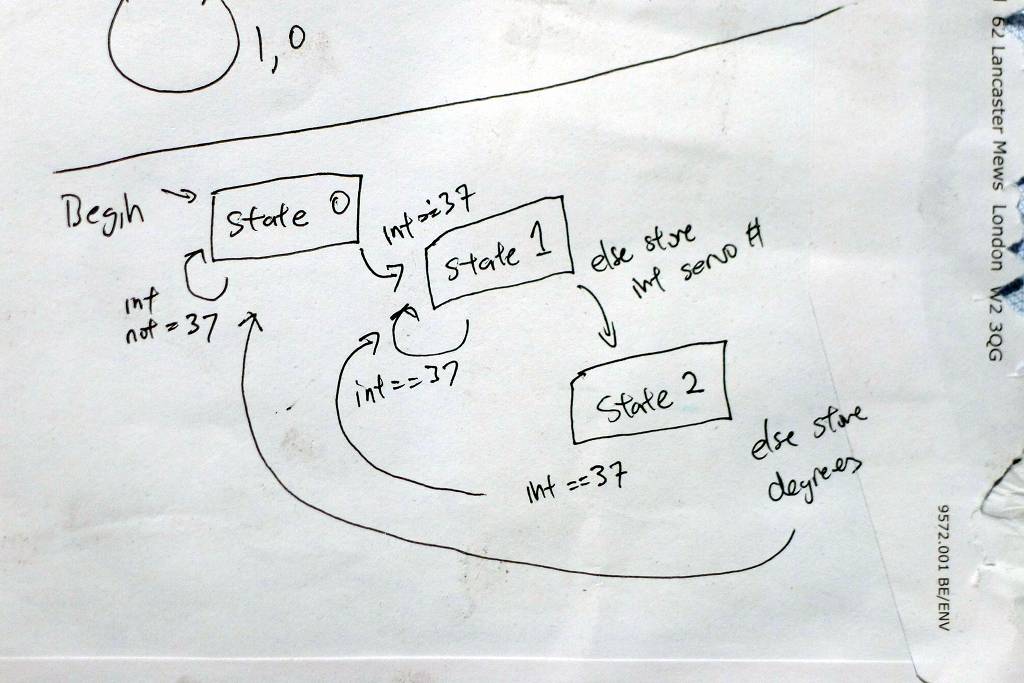 1,0
Begin
State 0
int == 37
State 1
else store
int servo #
int
not = 37
int == 37
State 2
int == 37
else store
degrees
62 Lancaster Mews London W2 3QG
9572.001 BE/ENV